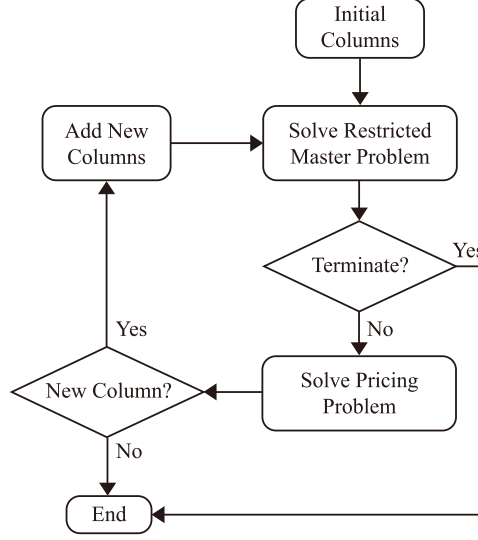 Initial
Columns
Add New
Columns
Solve Restricted
Master Problem
Terminate?
Yes
No
Yes
Solve Pricing
Problem
New Column?
No
End